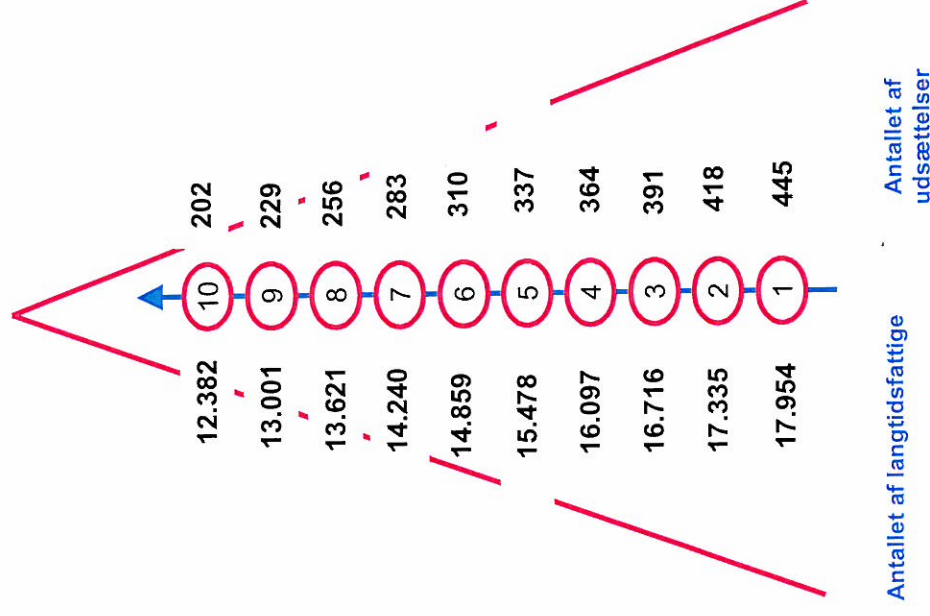 12.382 10 202
13.001 9 229
13.621 8 256
14.240 7 283
14.859 6 310
15.478 5 337
16.097 4 364
16.716 3 391
17.335 2 418
17.954 1 445
Antallet af langtidsfattige
Antallet af
udsættelser